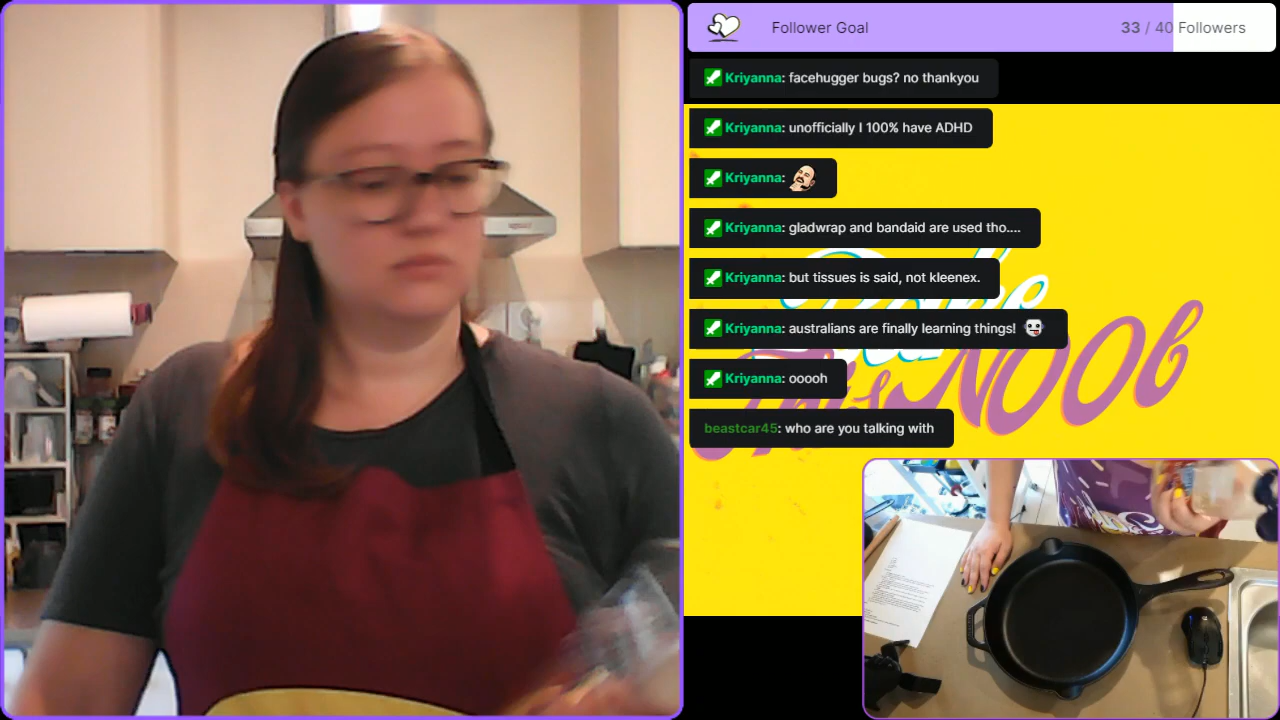 Follower Goal
33 / 40 Followers
Kriyanna: facehugger bugs? no thankyou
Kriyanna: unofficially I 100% have ADHD
Kriyanna:
Kriyanna: gladwrap and bandaid are used tho....
Kriyanna: but tissues is said, not kleenex.
Kriyanna: australians are finally learning things!
Kriyanna: ooooh
beastcar45: who are you talking with
NOOb